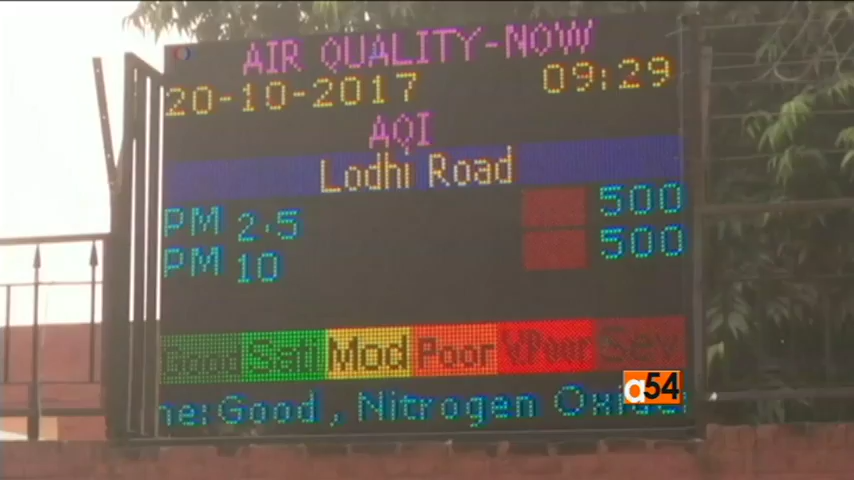 AIR QUALITY-NOW
20-10-2017 09:29
AQI
Lodhi Road
PM 2.5 500
PM 10 500
Good Sati Mod Poor V.Poor Sev
ne:Good, Nitrogen Oxide:
a54